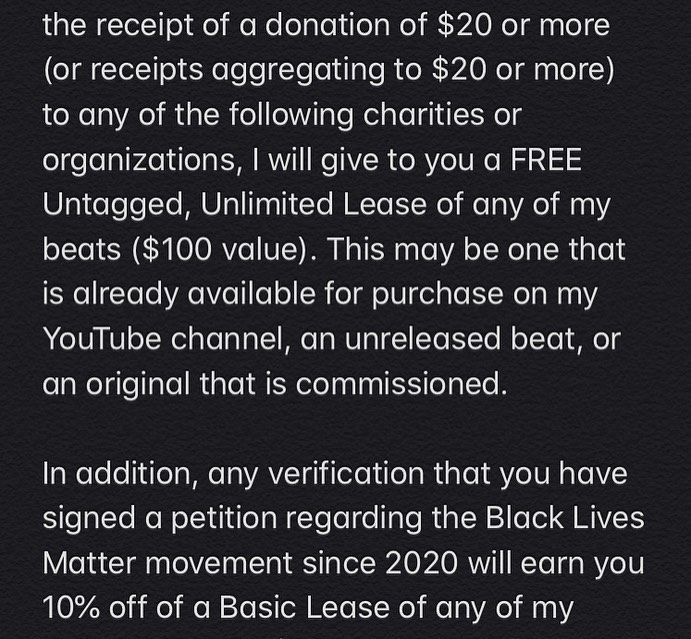 the receipt of a donation of $20 or more
(or receipts aggregating to $20 or more)
to any of the following charities or
organizations, I will give to you a FREE
Untagged, Unlimited Lease of any of my
beats ($100 value). This may be one that
is already available for purchase on my
YouTube channel, an unreleased beat, or
an original that is commissioned.
In addition, any verification that you have
signed a petition regarding the Black Lives
Matter movement since 2020 will earn you
10% off of a Basic Lease of any of my